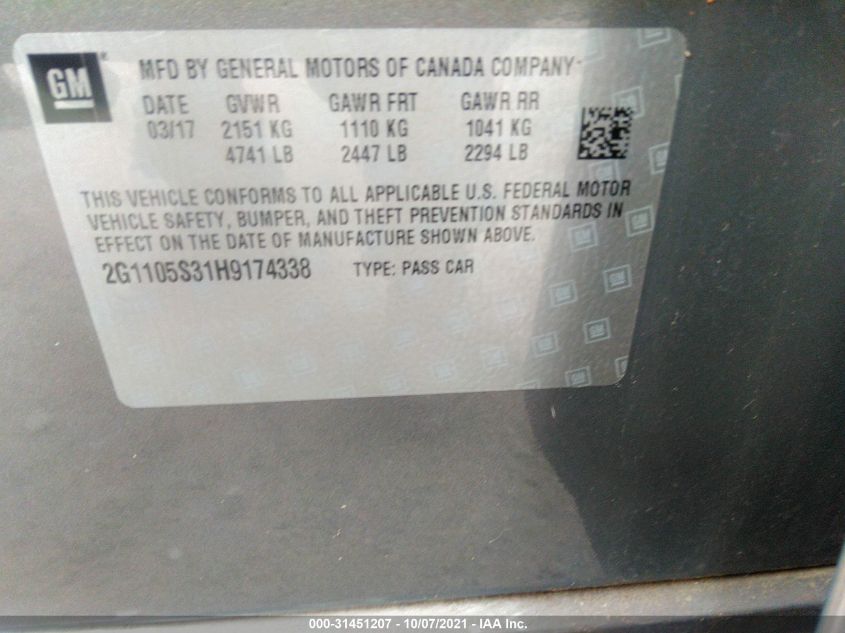 GM
MFD BY GENERAL MOTORS OF CANADA COMPANY
DATE GVWR GAWR FRT GAWR RR
03/17 2151 KG 1110 KG 1041 KG
4741 LB 2447 LB 2294 LB
THIS VEHICLE CONFORMS TO ALL APPLICABLE U.S. FEDERAL MOTOR
VEHICLE SAFETY, BUMPER, AND THEFT PREVENTION STANDARDS IN
EFFECT ON THE DATE OF MANUFACTURE SHOWN ABOVE.
2G1105S31H9174338 TYPE: PASS CAR
000-31451207 - 10/07/2021 - IAA Inc.